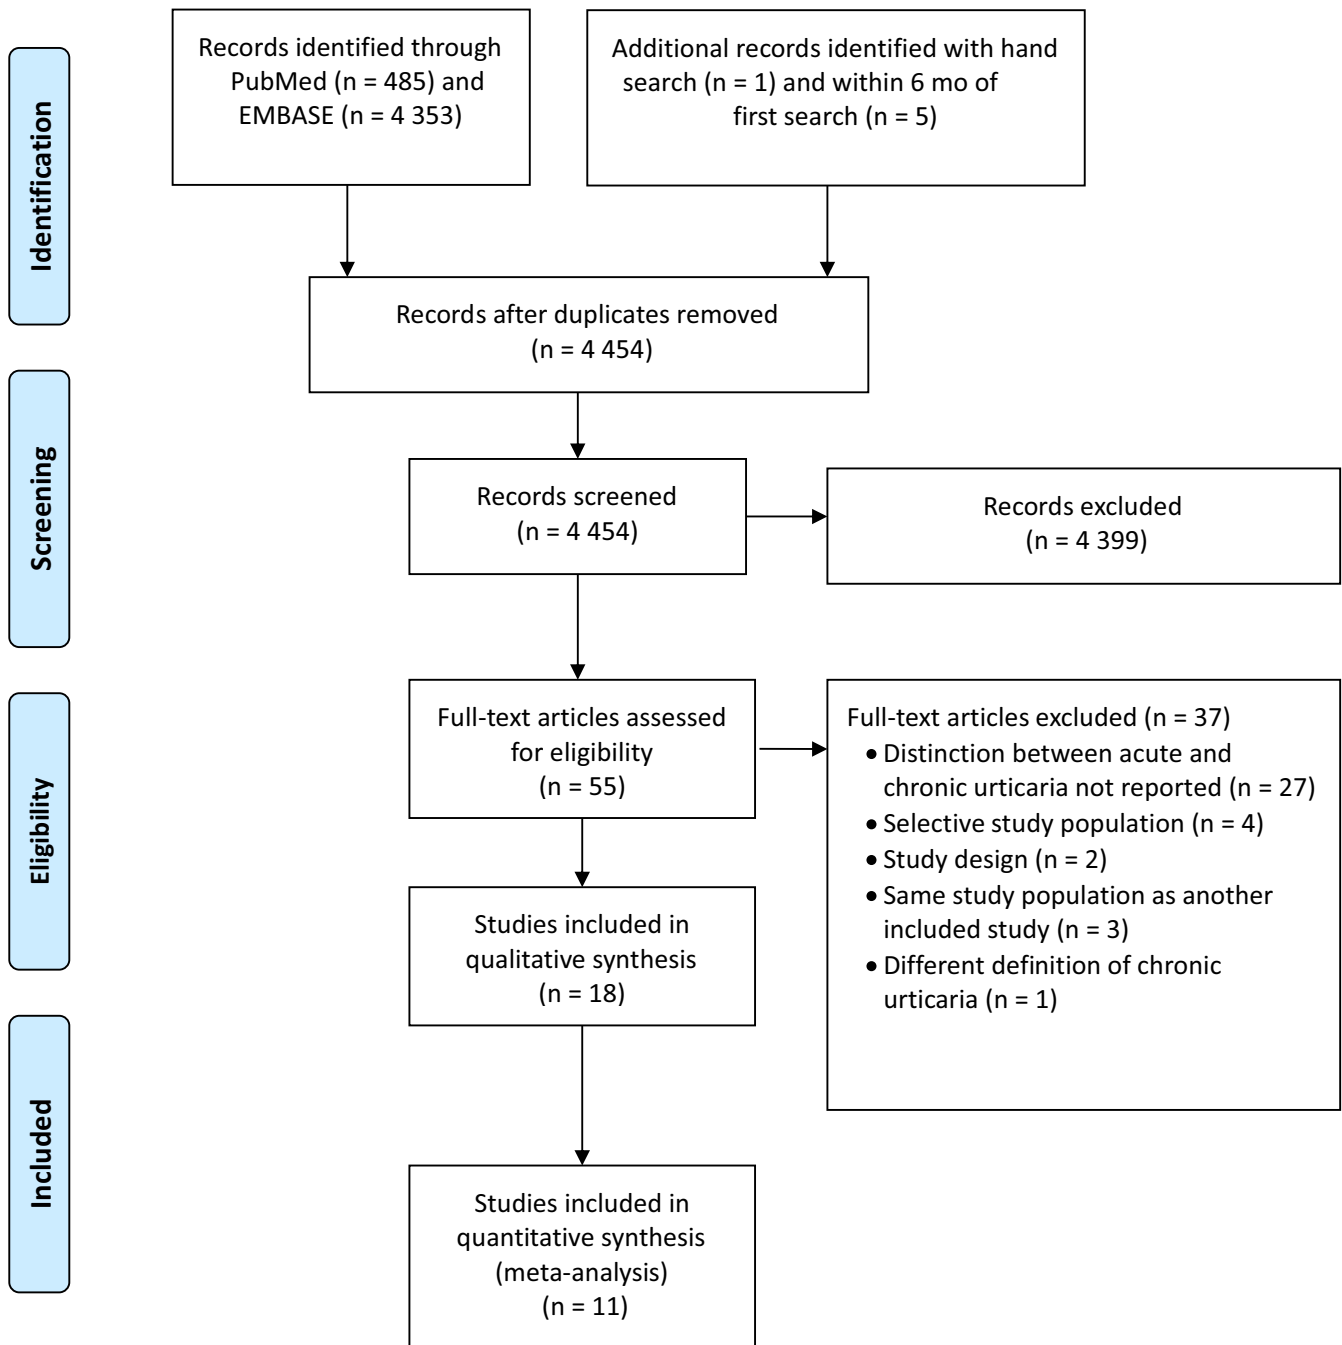 Identification
Records identified through
PubMed (n = 485) and
EMBASE (n = 4 353)
Additional records identified with hand
search (n = 1) and within 6 mo of
first search (n = 5)
Records after duplicates removed
(n = 4 454)
Screening
Records screened
(n = 4 454)
Records excluded
(n = 4 399)
Eligibility
Full-text articles assessed
for eligibility
(n = 55)
Full-text articles excluded (n = 37)
• Distinction between acute and
chronic urticaria not reported (n = 27)
• Selective study population (n = 4)
• Study design (n = 2)
• Same study population as another
included study (n = 3)
• Different definition of chronic
urticaria (n = 1)
Studies included in
qualitative synthesis
(n = 18)
Included
Studies included in
quantitative synthesis
(meta-analysis)
(n = 11)